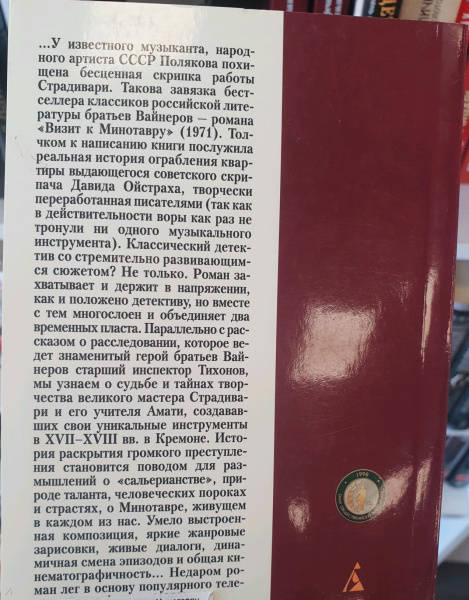 ...У известного музыканта, народ-
ного артиста СССР Полякова похи-
щена бесценная скрипка работы
Страдивари. Такова завязка бест-
селлера классиков российской лите-
ратуры братьев Вайнеров – романа
«Визит к Минотавру» (1971). Тол-
чком к написанию книги послужила
реальная история ограбления квар-
тиры выдающегося советского скри-
пача Давида Ойстраха, творчески
переработанная писателями (так как
в действительности воры как раз не
тронули ни одного музыкального
инструмента). Классический детек-
тив со стремительно развивающим-
ся сюжетом? Не только. Роман за-
хватывает и держит в напряжении,
как и положено детективу, но вместе
с тем многослоен и объединяет два
временных пласта. Параллельно с рас-
сказом о расследовании, которое ве-
дет знаменитый герой братьев Вай-
неров старший инспектор Тихонов,
мы узнаем о судьбе и тайнах твор-
чества великого мастера Страдива-
ри и его учителя Амати, создавав-
ших свои уникальные инструменты
в XVII–XVIII вв. в Кремоне. Исто-
рия раскрытия громкого преступле-
ния становится поводом для раз-
мышлений о «сальерианстве», при-
роде таланта, человеческих пороках
и страстях, о Минотавре, живущем
в каждом из нас. Умело выстроен-
ная композиция, яркие жанровые
зарисовки, живые диалоги, дина-
мичная смена эпизодов и общая ки-
нематографичность... Недаром ро-
ман лег в основу популярного теле-